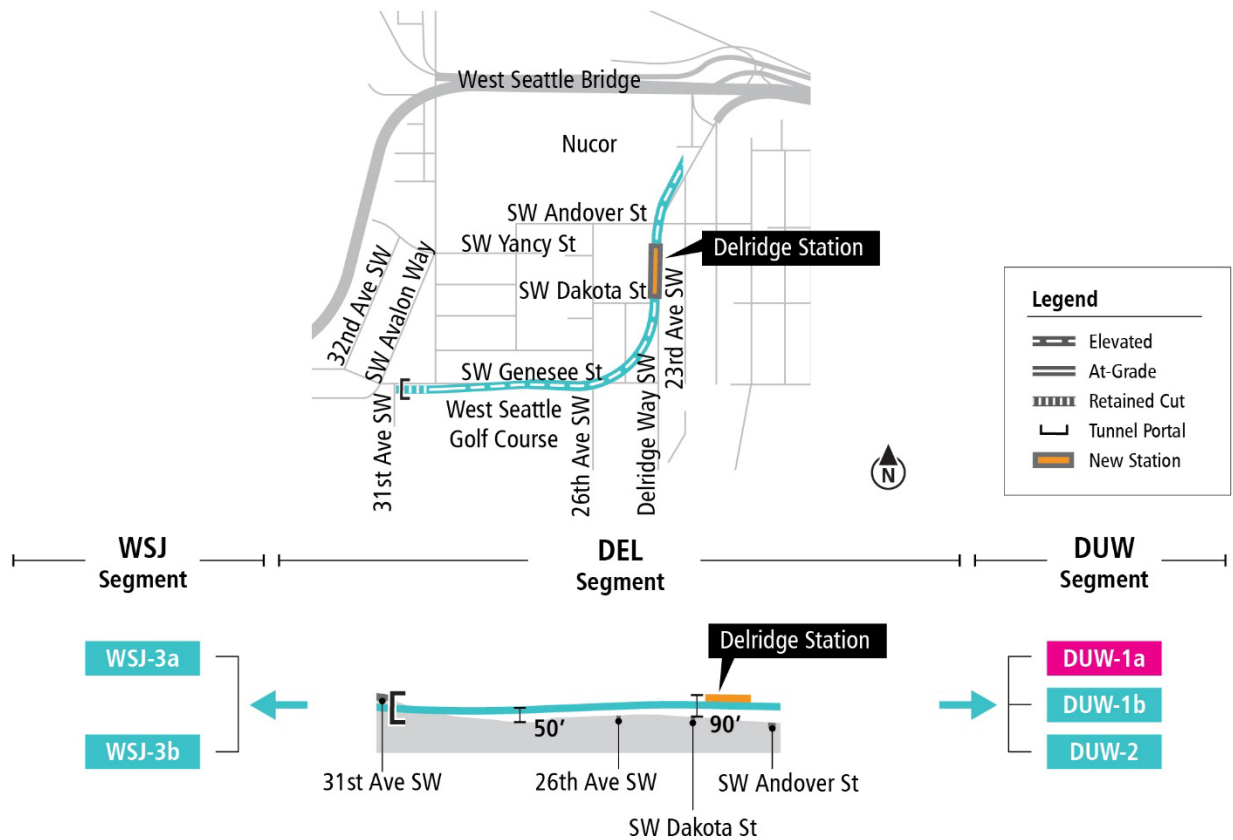 West Seattle Bridge
Nucor
SW Andover St
SW Yancy St
Delridge Station
SW Dakota St
32nd Ave SW
SW Avalon Way
23rd Ave SW
SW Genesee St
West Seattle
Golf Course
31st Ave SW
26th Ave SW
Delridge Way SW
N
Legend
Elevated
At-Grade
Retained Cut
Tunnel Portal
New Station
WSJ
Segment
DEL
Segment
DUW
Segment
WSJ-3a
WSJ-3b
Delridge Station
50’
90’
31st Ave SW
26th Ave SW
SW Andover St
SW Dakota St
DUW-1a
DUW-1b
DUW-2